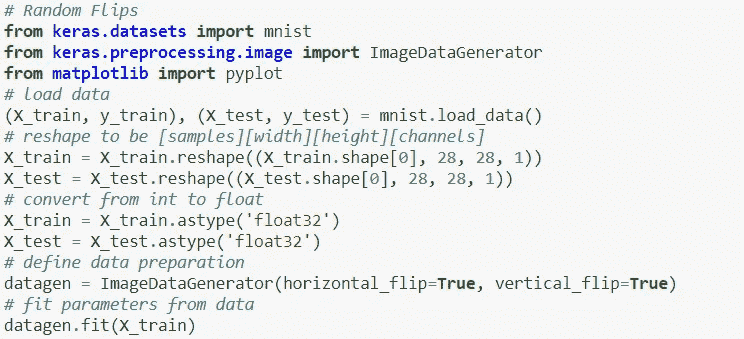 # Random Flips
from keras.datasets import mnist
from keras.preprocessing.image import ImageDataGenerator
from matplotlib import pyplot
# load data
(X_train, y_train), (X_test, y_test) = mnist.load_data()
# reshape to be [samples][width][height][channels]
X_train = X_train.reshape((X_train.shape[0], 28, 28, 1))
X_test = X_test.reshape((X_test.shape[0], 28, 28, 1))
# convert from int to float
X_train = X_train.astype('float32')
X_test = X_test.astype('float32')
# define data preparation
datagen = ImageDataGenerator(horizontal_flip=True, vertical_flip=True)
# fit parameters from data
datagen.fit(X_train)